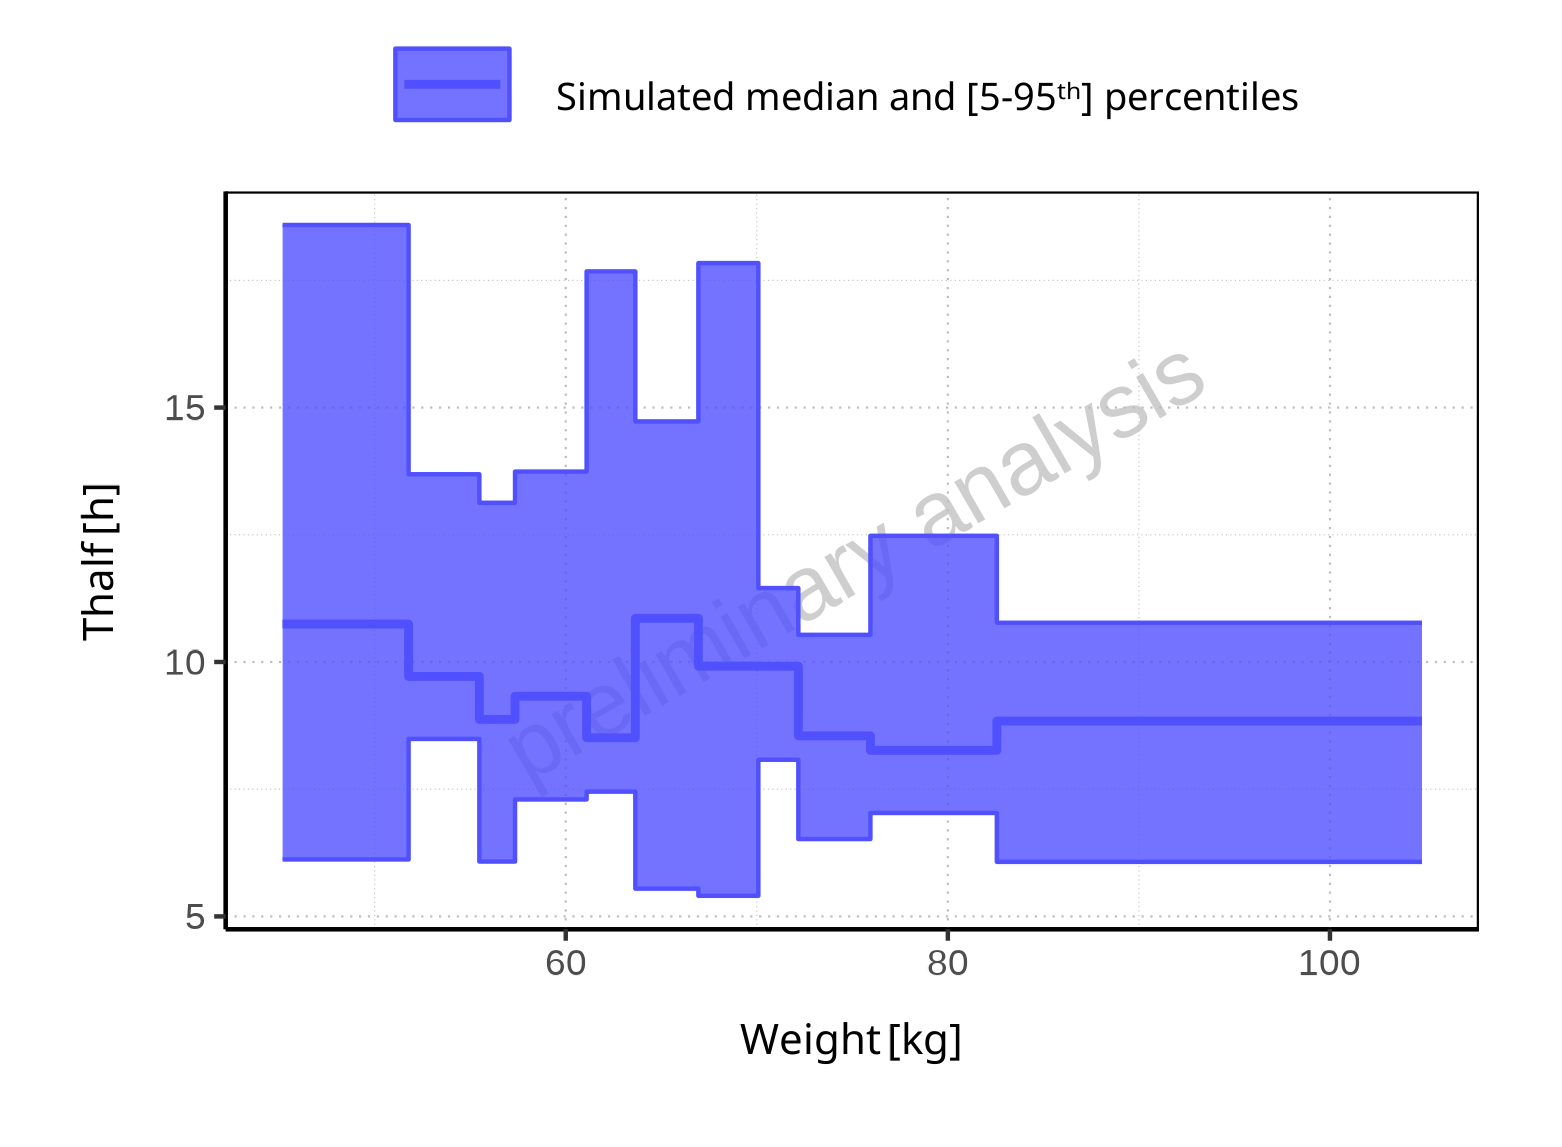 Simulated median and [5-95ᵗʰ] percentiles
15
10
5
Thalf [h]
preliminary analysis
60 80 100
Weight [kg]